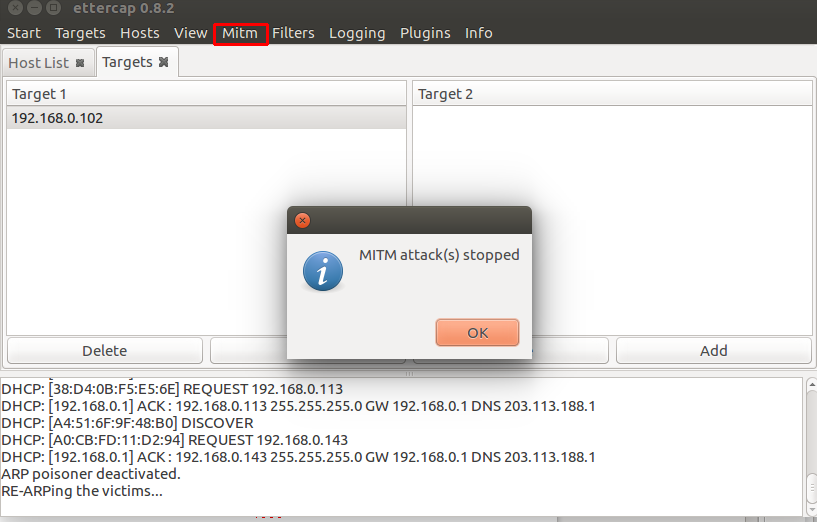 ettercap 0.8.2
Start Targets Hosts View Mitm Filters Logging Plugins Info
Host List Targets
Target 1 Target 2
192.168.0.102
MITM attack(s) stopped
OK
Delete Add
DHCP: [38:D4:0B:F5:E5:6E] REQUEST 192.168.0.113
DHCP: [192.168.0.1] ACK : 192.168.0.113 255.255.255.0 GW 192.168.0.1 DNS 203.113.188.1
DHCP: [A4:51:6F:9F:48:B0] DISCOVER
DHCP: [A0:CB:FD:11:D2:94] REQUEST 192.168.0.143
DHCP: [192.168.0.1] ACK : 192.168.0.143 255.255.255.0 GW 192.168.0.1 DNS 203.113.188.1
ARP poisoner deactivated.
RE-ARPing the victims...